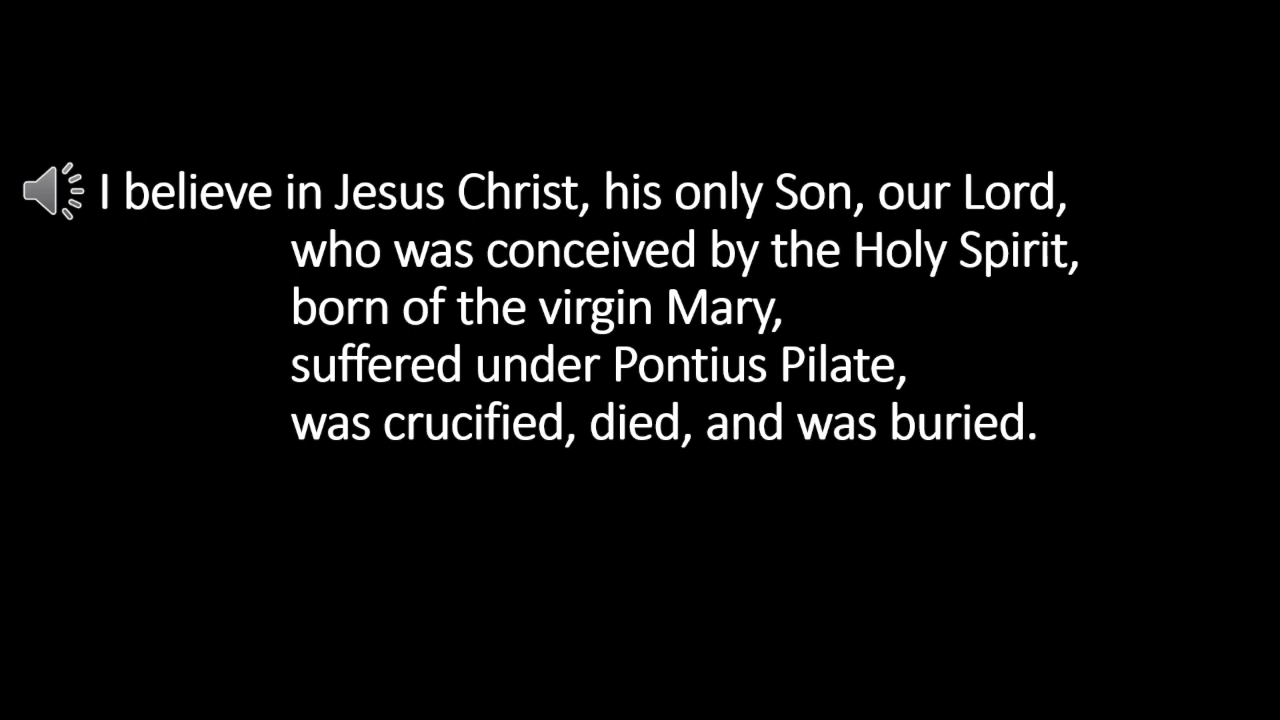 I believe in Jesus Christ, his only Son, our Lord,
who was conceived by the Holy Spirit,
born of the virgin Mary,
suffered under Pontius Pilate,
was crucified, died, and was buried.